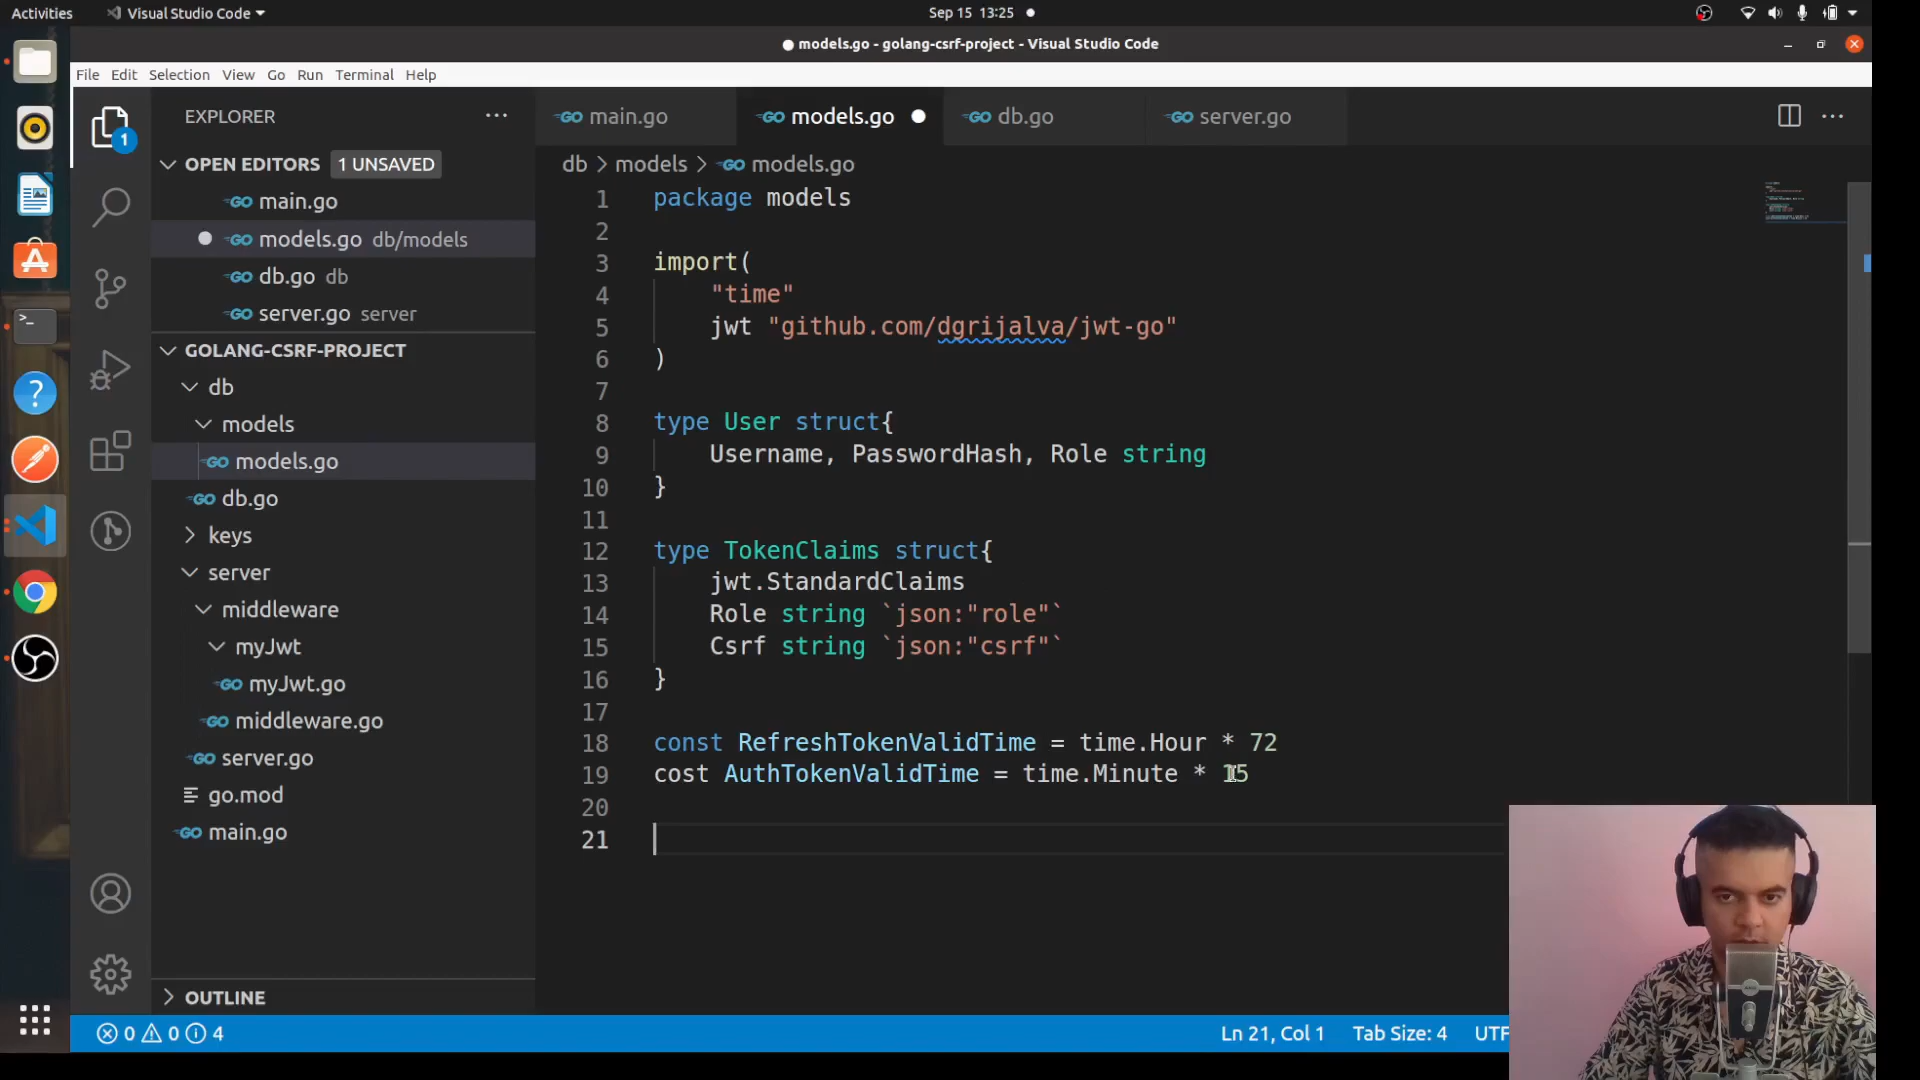 Activities
Visual Studio Code
Sep 15 13:25
models.go - golang-csrf-project - Visual Studio Code
File Edit Selection View Go Run Terminal Help
1
EXPLORER
OPEN EDITORS 1 UNSAVED
main.go
models.go db/models
db.go db
server.go server
GOLANG-CSRF-PROJECT
db
models
models.go
db.go
keys
server
middleware
myJwt
myJwt.go
middleware.go
server.go
go.mod
main.go
OUTLINE
main.go models.go db.go server.go
db > models > models.go
1 package models
2
3 import(
4 "time"
5 jwt "github.com/dgrijalva/jwt-go"
6 )
7
8 type User struct{
9 Username, PasswordHash, Role string
10 }
11
12 type TokenClaims struct{
13 jwt.StandardClaims
14 Role string `json:"role"`
15 Csrf string `json:"csrf"`
16 }
17
18 const RefreshTokenValidTime = time.Hour * 72
19 cost AuthTokenValidTime = time.Minute * 15
20
21
0 0 4
Ln 21, Col 1 Tab Size: 4 UTF